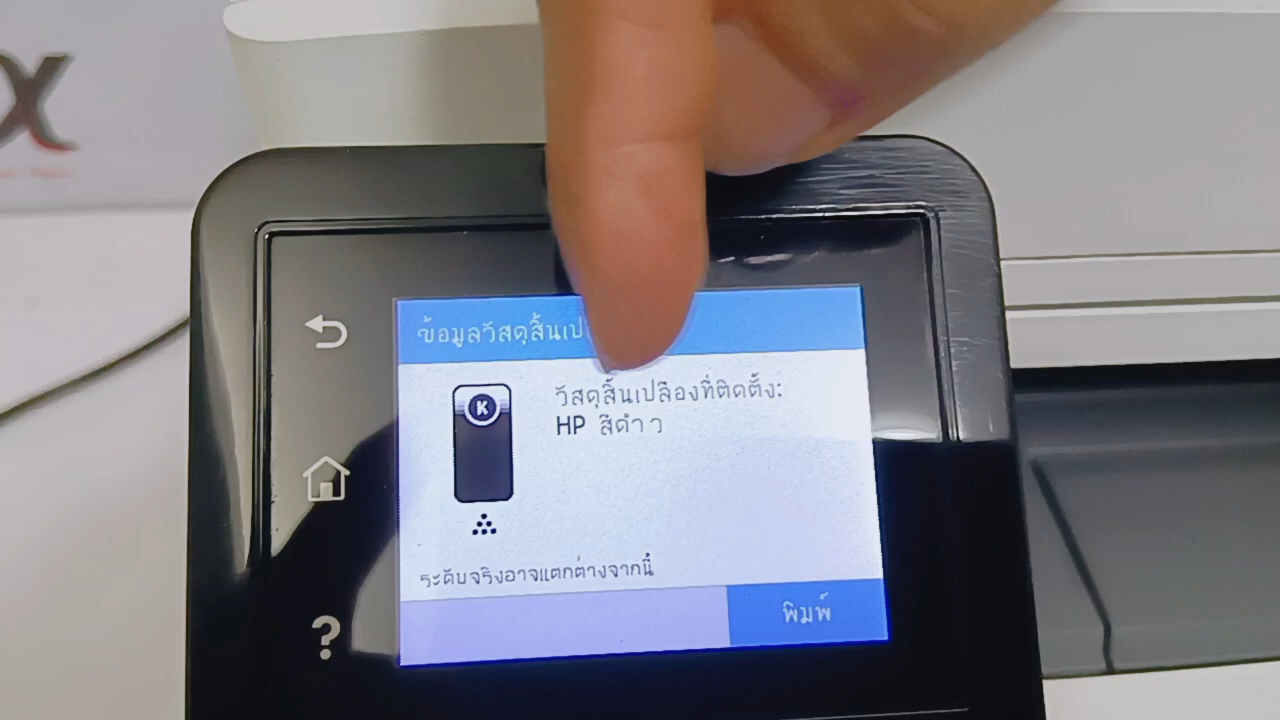 ข้อมูลวัสดุสิ้นเป
K
วัสดุสิ้นเปลืองที่ติดตั้ง:
HP สีดำ ว
ระดับจริงอาจแตกต่างจากนี้
พิมพ์
?